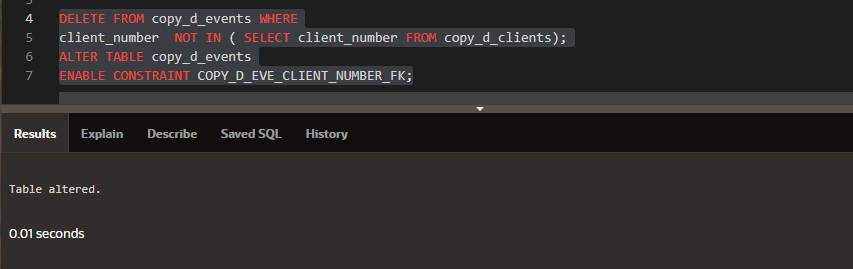 4 DELETE FROM copy_d_events WHERE
5 client_number  NOT IN ( SELECT client_number FROM copy_d_clients);
6 ALTER TABLE copy_d_events
7 ENABLE CONSTRAINT COPY_D_EVE_CLIENT_NUMBER_FK;
Results Explain Describe Saved SQL History
Table altered.
0.01 seconds